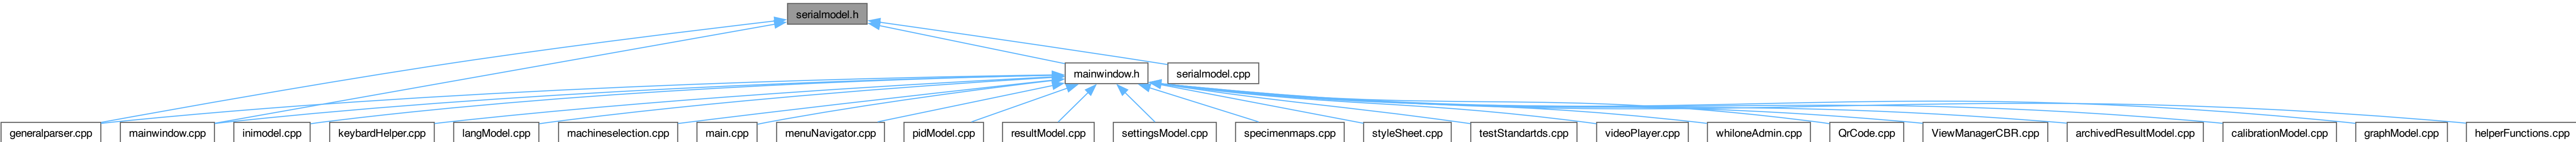 serialmodel.h
mainwindow.h
serialmodel.cpp
generalparser.cpp
mainwindow.cpp
inimodel.cpp
keybardHelper.cpp
langModel.cpp
machineselection.cpp
main.cpp
menuNavigator.cpp
pidModel.cpp
resultModel.cpp
settingsModel.cpp
specimenmaps.cpp
styleSheet.cpp
testStandartds.cpp
videoPlayer.cpp
whiloneAdmin.cpp
QrCode.cpp
ViewManagerCBR.cpp
archivedResultModel.cpp
calibrationModel.cpp
graphModel.cpp
helperFunctions.cpp